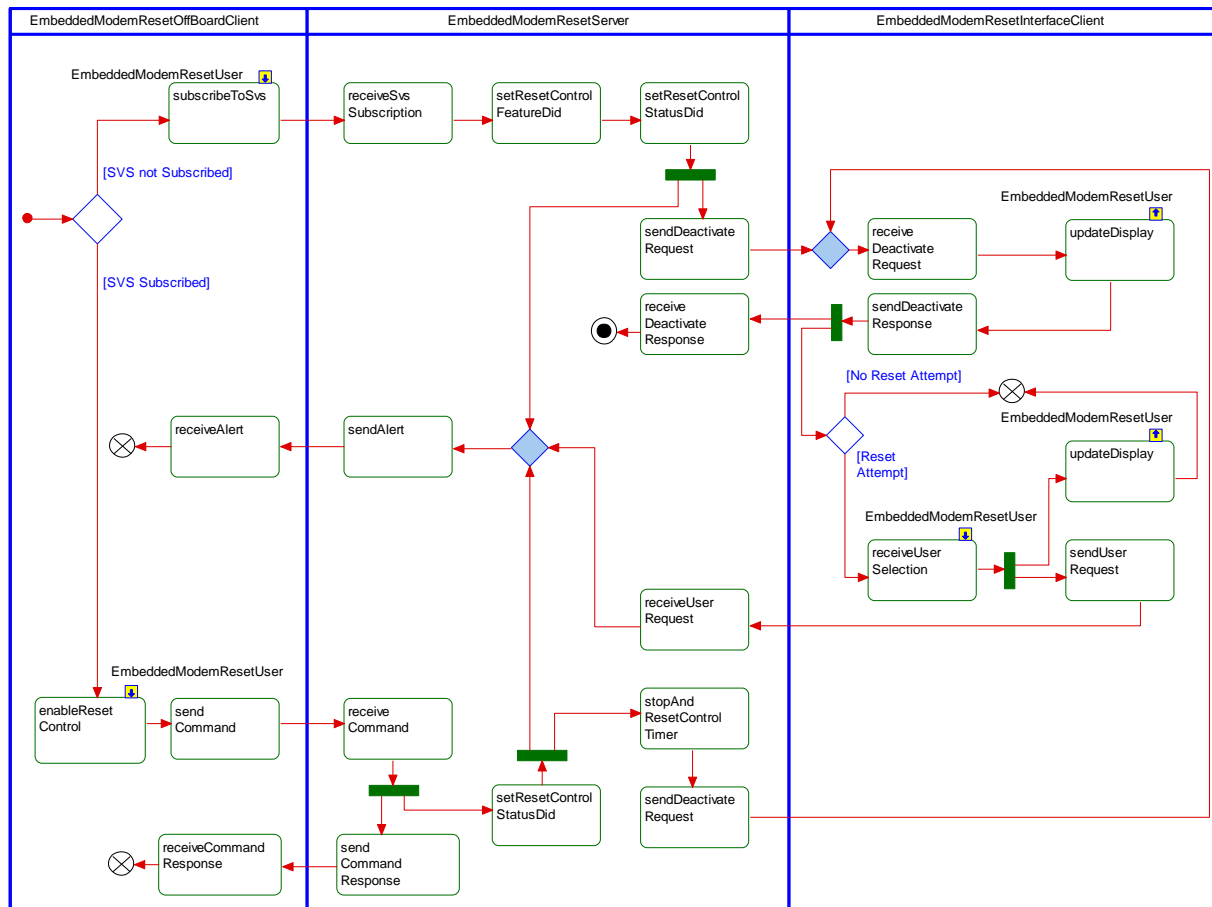 EmbeddedModemResetOffBoardClient
EmbeddedModemResetServer
EmbeddedModemResetInterfaceClient
EmbeddedModemResetUser
subscribeToSvs
receiveSvs
Subscription
setResetControl
FeatureDid
setResetControl
StatusDid
[SVS not Subscribed]
[SVS Subscribed]
sendDeactivate
Request
receive
Deactivate
Request
EmbeddedModemResetUser
updateDisplay
receive
Deactivate
Response
sendDeactivate
Response
[No Reset Attempt]
[Reset
Attempt]
EmbeddedModemResetUser
updateDisplay
receiveAlert
sendAlert
EmbeddedModemResetUser
receiveUser
Selection
sendUser
Request
receiveUser
Request
EmbeddedModemResetUser
enableReset
Control
send
Command
receive
Command
stopAnd
ResetControl
Timer
setResetControl
StatusDid
sendDeactivate
Request
receiveCommand
Response
send
Command
Response